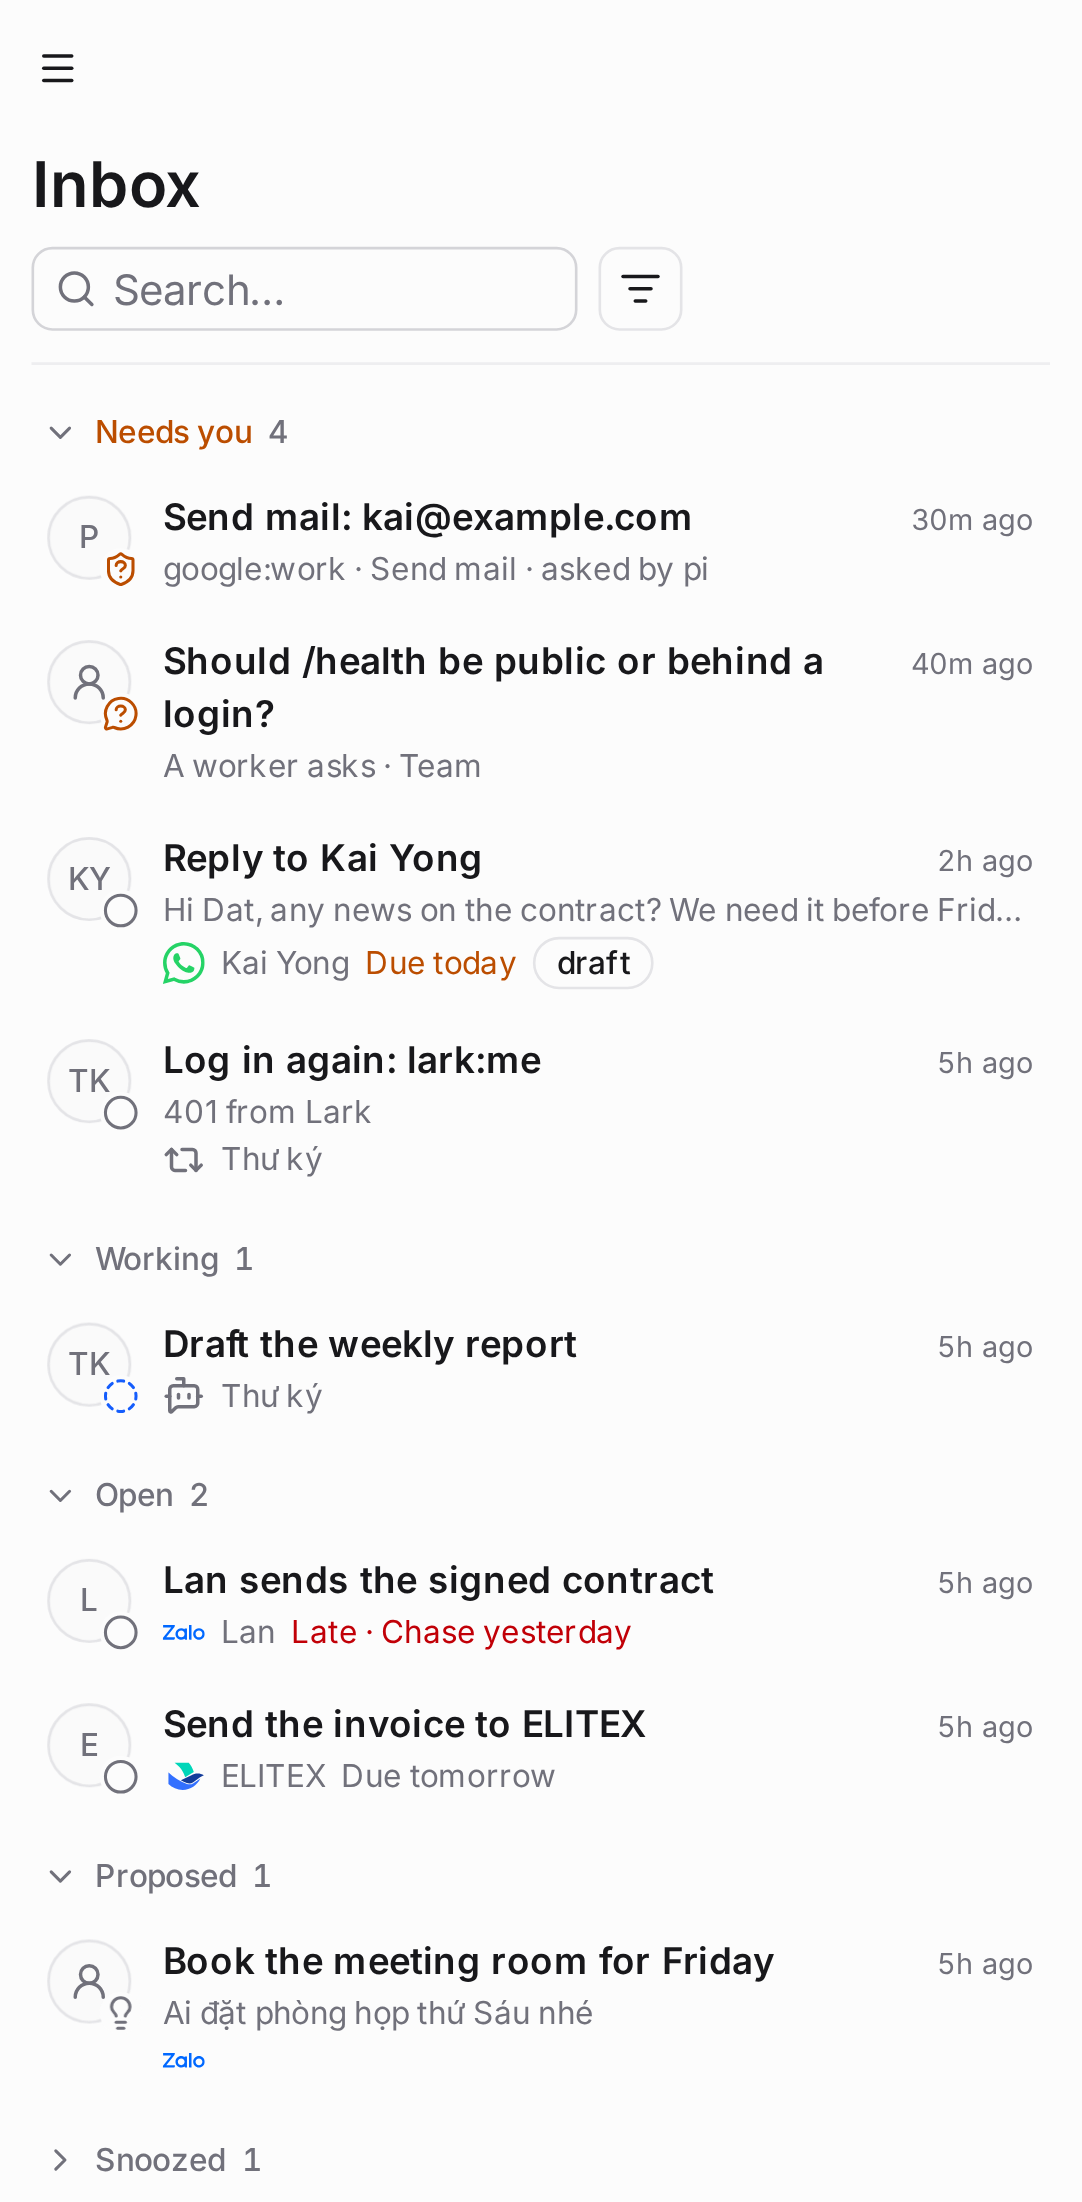 Inbox
Search...
Needs you 4
P
Send mail: kai@example.com
30m ago
google:work · Send mail · asked by pi
Should /health be public or behind a
login?
40m ago
A worker asks · Team
KY
Reply to Kai Yong
2h ago
Hi Dat, any news on the contract? We need it before Frid...
Kai Yong Due today draft
TK
Log in again: lark:me
5h ago
401 from Lark
Thư ký
Working 1
TK
Draft the weekly report
5h ago
Thư ký
Open 2
L
Lan sends the signed contract
5h ago
Zalo Lan Late · Chase yesterday
E
Send the invoice to ELITEX
5h ago
ELITEX Due tomorrow
Proposed 1
Book the meeting room for Friday
5h ago
Ai đặt phòng họp thứ Sáu nhé
Zalo
Snoozed 1